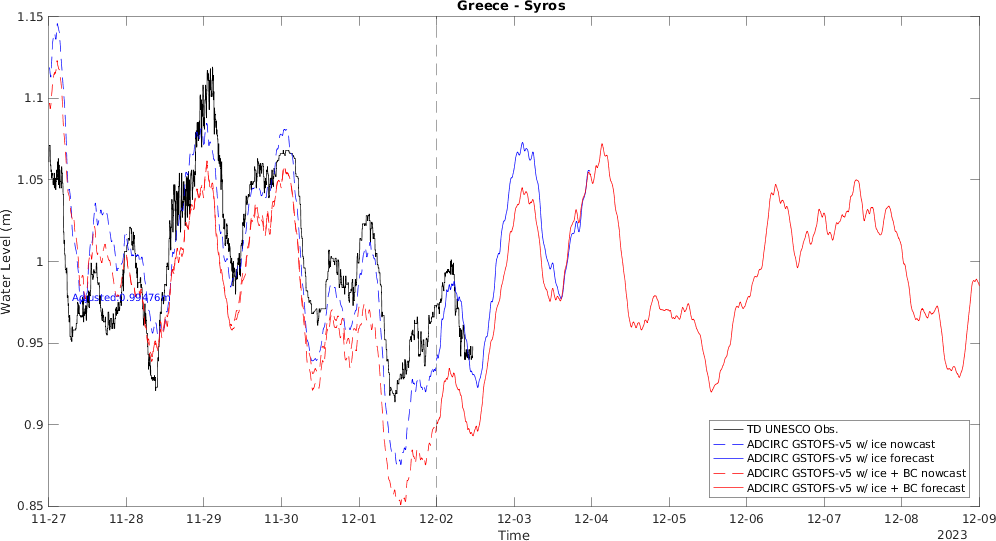 Greece - Syros
1.15
1.1
1.05
1
0.95
0.9
0.85
Water Level (m)
Adjusted:0.99476m
TD UNESCO Obs.
ADCIRC GSTOFS-v5 w/ ice nowcast
ADCIRC GSTOFS-v5 w/ ice forecast
ADCIRC GSTOFS-v5 w/ ice + BC nowcast
ADCIRC GSTOFS-v5 w/ ice + BC forecast
11-27 11-28 11-29 11-30 12-01 12-02 12-03 12-04 12-05 12-06 12-07 12-08 12-09
Time
2023